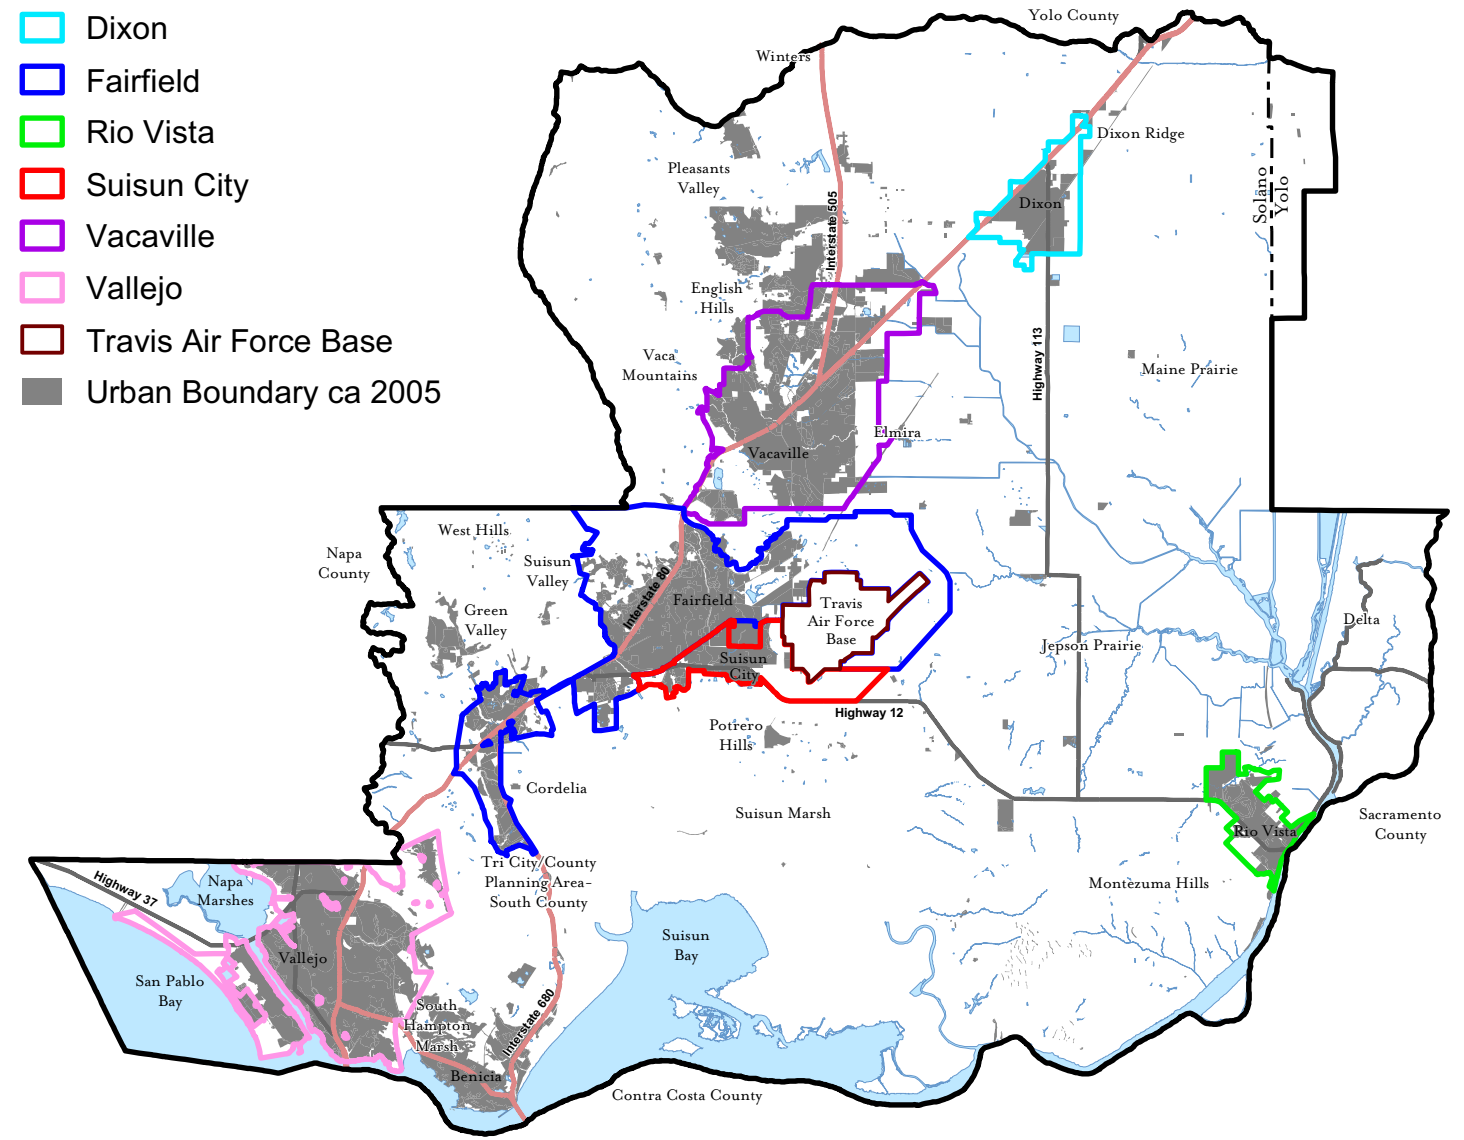 Dixon
Fairfield
Rio Vista
Suisun City
Vacaville
Vallejo
Travis Air Force Base
Urban Boundary ca 2005
Yolo County
Winters
Dixon Ridge
Pleasants
Valley
Interstate 505
Dixon
Solano
Yolo
English
Hills
Highway 113
Vaca
Mountains
Maine Prairie
Elmira
Vacaville
West Hills
Napa
County
Suisun
Valley
Interstate 80
Fairfield
Travis
Air Force
Base
Green
Valley
Delta
Jepson Prairie
Suisun
City
Highway 12
Potrero
Hills
Cordelia
Suisun Marsh
Rio Vista
Sacramento
County
Tri City/County
Planning Area-
South County
Montezuma Hills
Highway 37
Napa
Marshes
Vallejo
San Pablo
Bay
Suisun
Bay
South
Hampton
Marsh
Interstate 680
Benicia
Contra Costa County